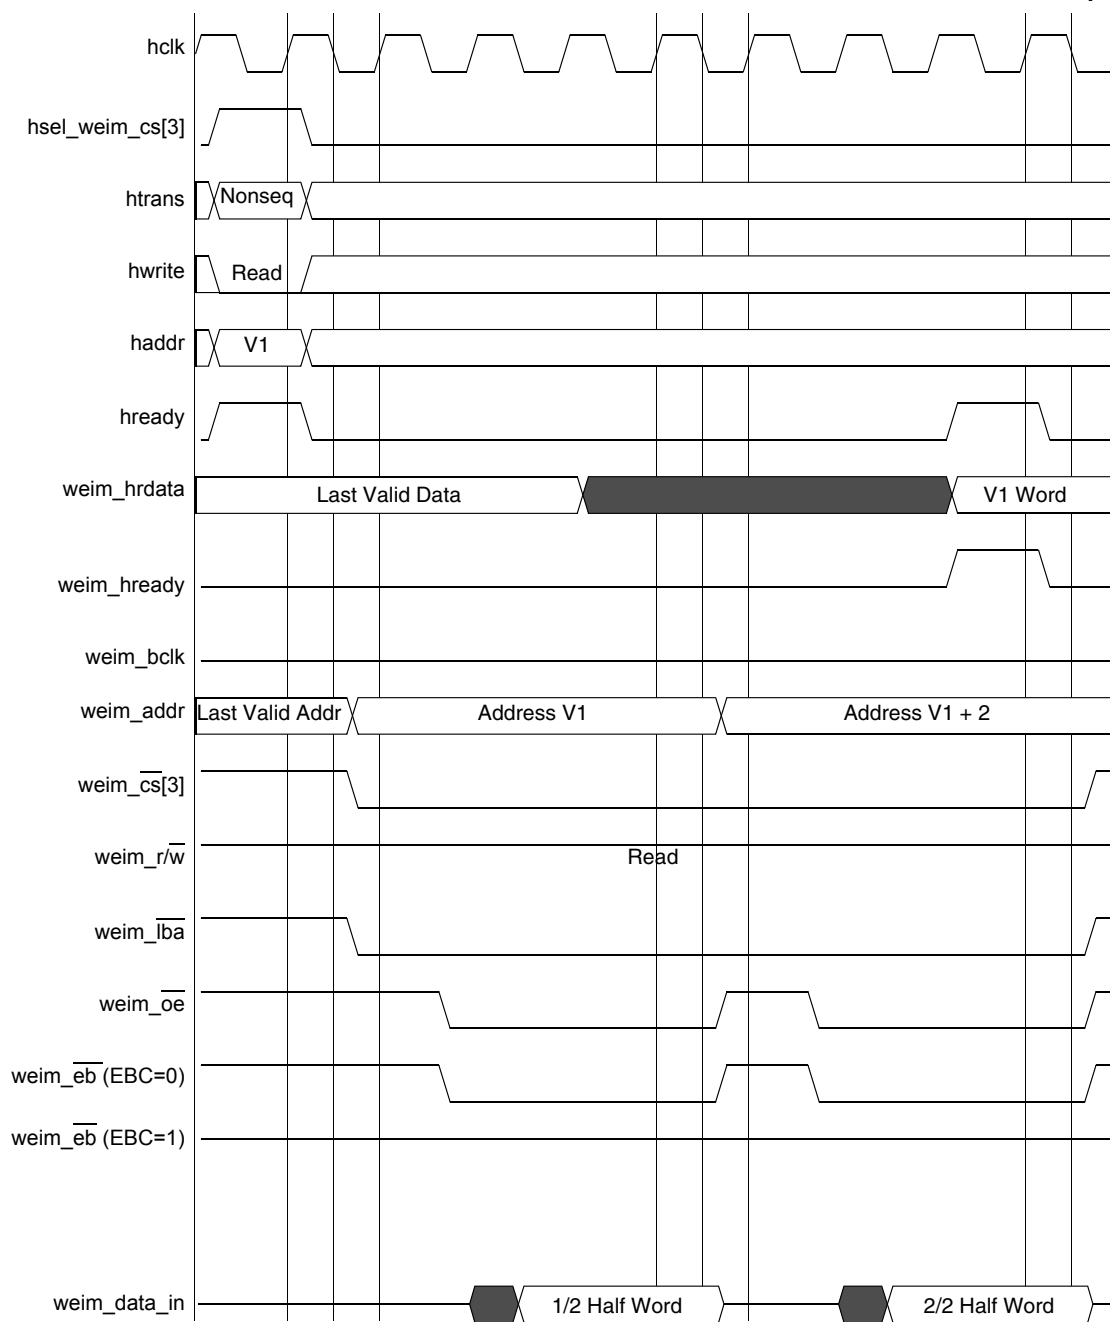 hclk
hsel_weim_cs[3]
htrans Nonseq
hwrite Read
haddr V1
hready
weim_hrdata Last Valid Data V1 Word
weim_hready
weim_bclk
weim_addr Last Valid Addr Address V1 Address V1 + 2
weim_cs[3]
weim_r/w Read
weim_lba
weim_oe
weim_eb (EBC=0)
weim_eb (EBC=1)
weim_data_in 1/2 Half Word 2/2 Half Word